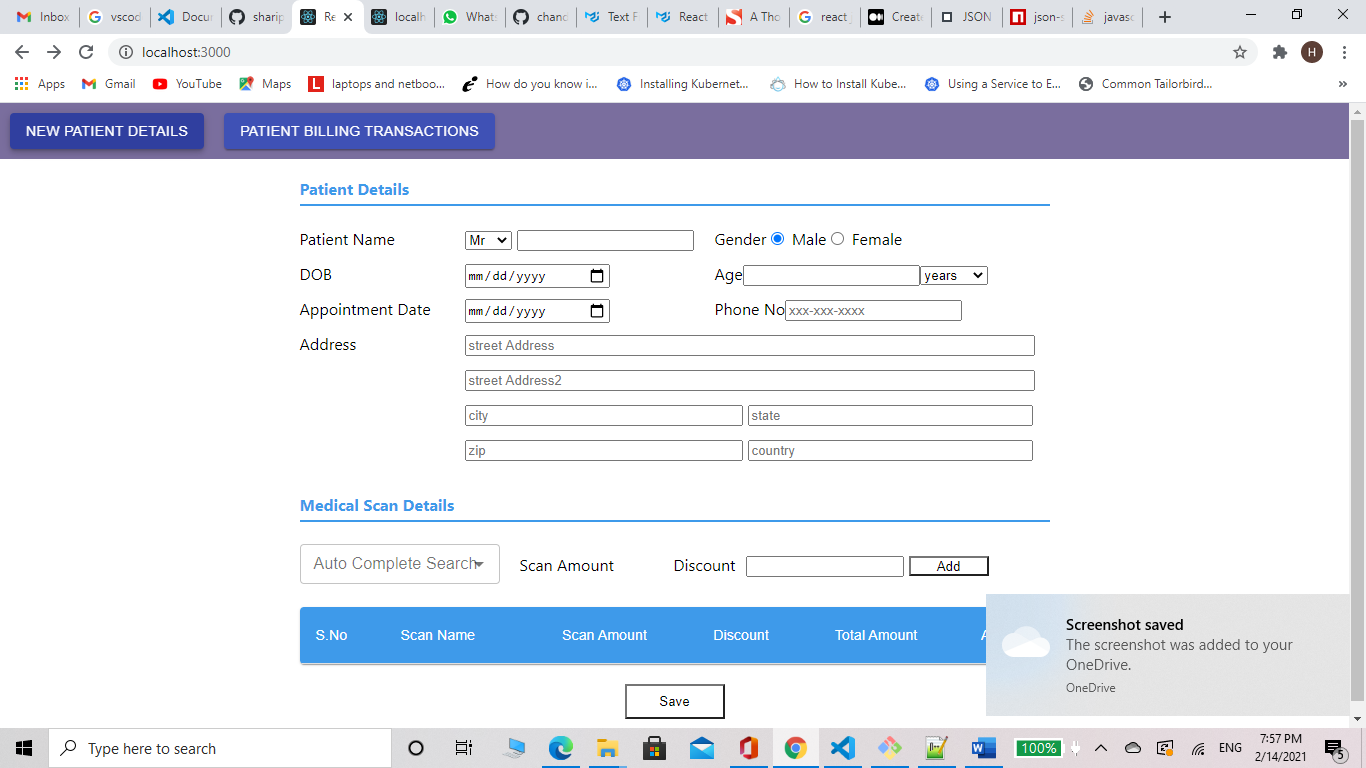 Inbox vscod Docur sharip Re localh Whats chand Text F React A Tho react j Create JSON json-s javasc
localhost:3000 H
Apps Gmail YouTube Maps laptops and netboo... How do you know i... Installing Kubernet... How to Install Kube... Using a Service to E... Common Tailorbird... »
NEW PATIENT DETAILS PATIENT BILLING TRANSACTIONS
Patient Details
Patient Name Mr Gender Male Female
DOB mm/dd/yyyy Age years
Appointment Date mm/dd/yyyy Phone No xxx-xxx-xxxx
Address street Address
street Address2
city state
zip country
Medical Scan Details
Auto Complete Search Scan Amount Discount Add
S.No Scan Name Scan Amount Discount Total Amount
Screenshot saved
The screenshot was added to your
OneDrive.
OneDrive
Save
Type here to search 100% ENG 7:57 PM
2/14/2021 5